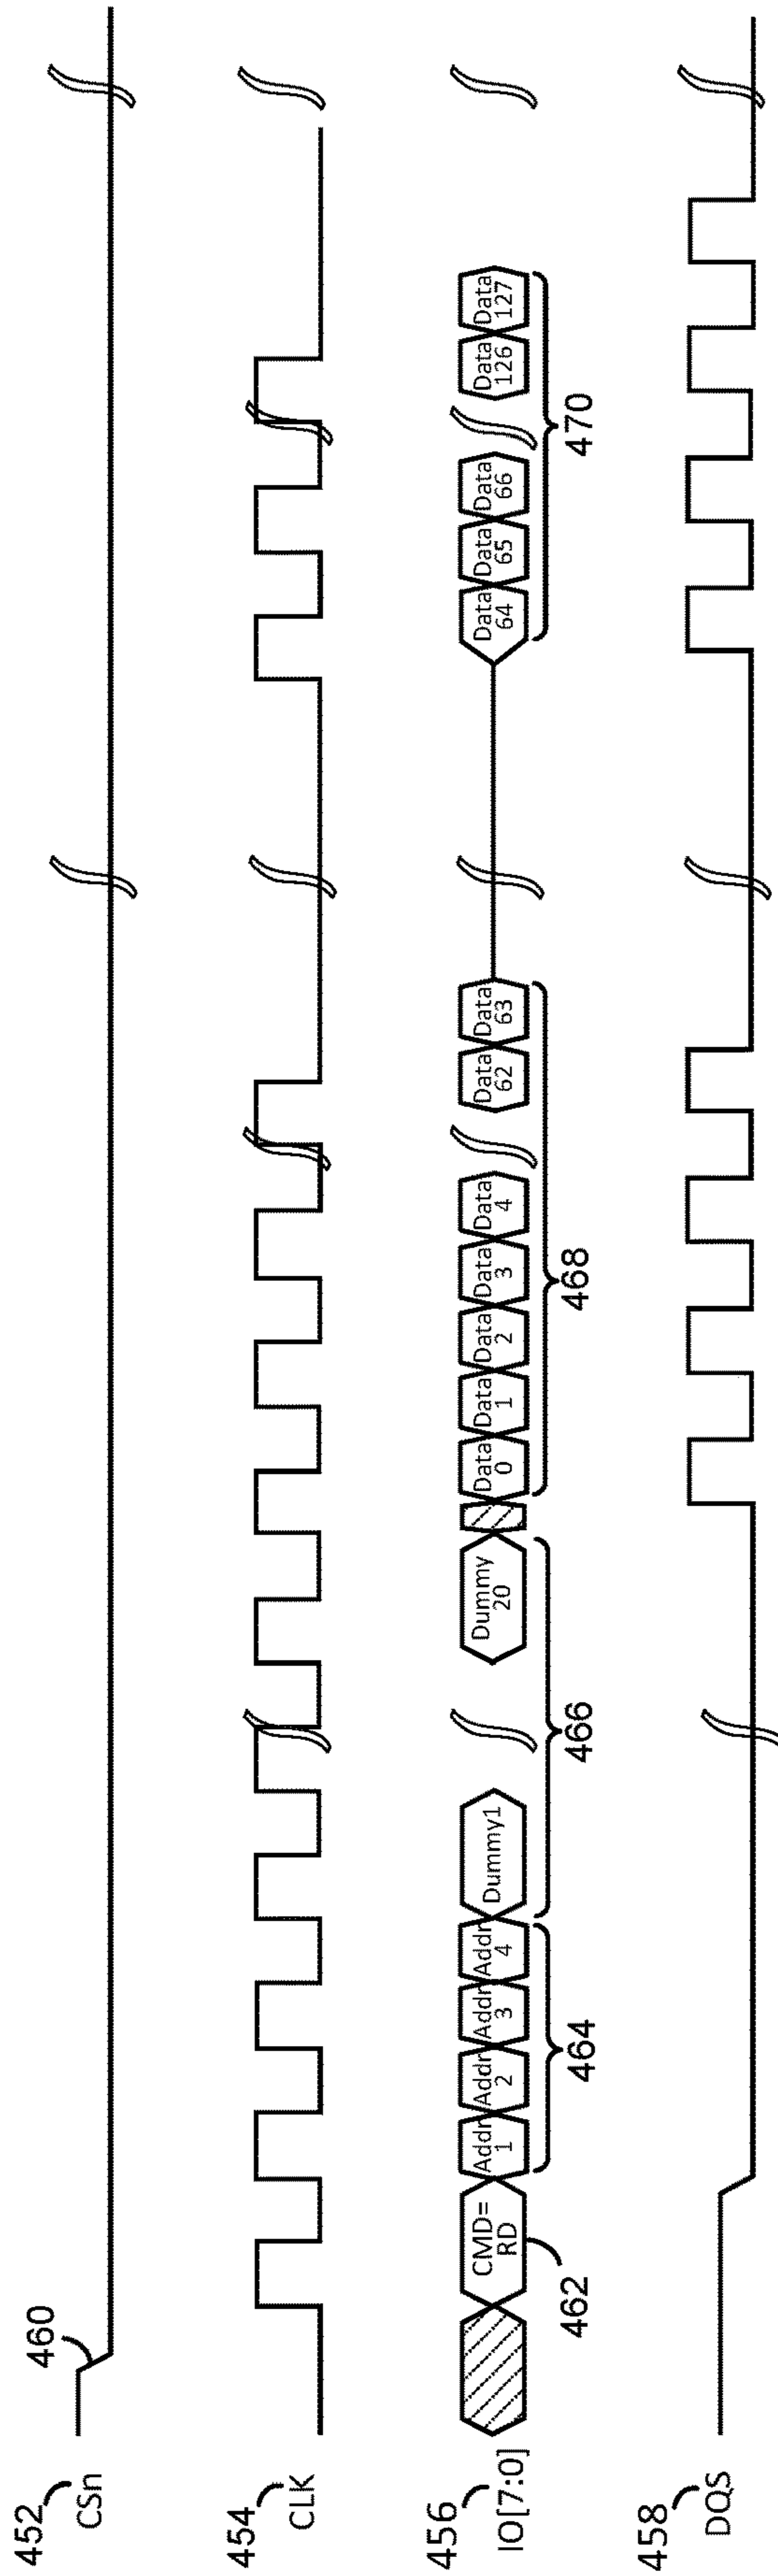 452
CSn
460
454
CLK
456
IO[7:0]
CMD=
RD
462
Addr
1
Addr
2
Addr
3
Addr
4
464
Dummy1
Dummy
20
466
Data
0
Data
1
Data
2
Data
3
Data
4
Data
62
Data
63
468
Data
64
Data
65
Data
66
Data
126
Data
127
470
458
DQS